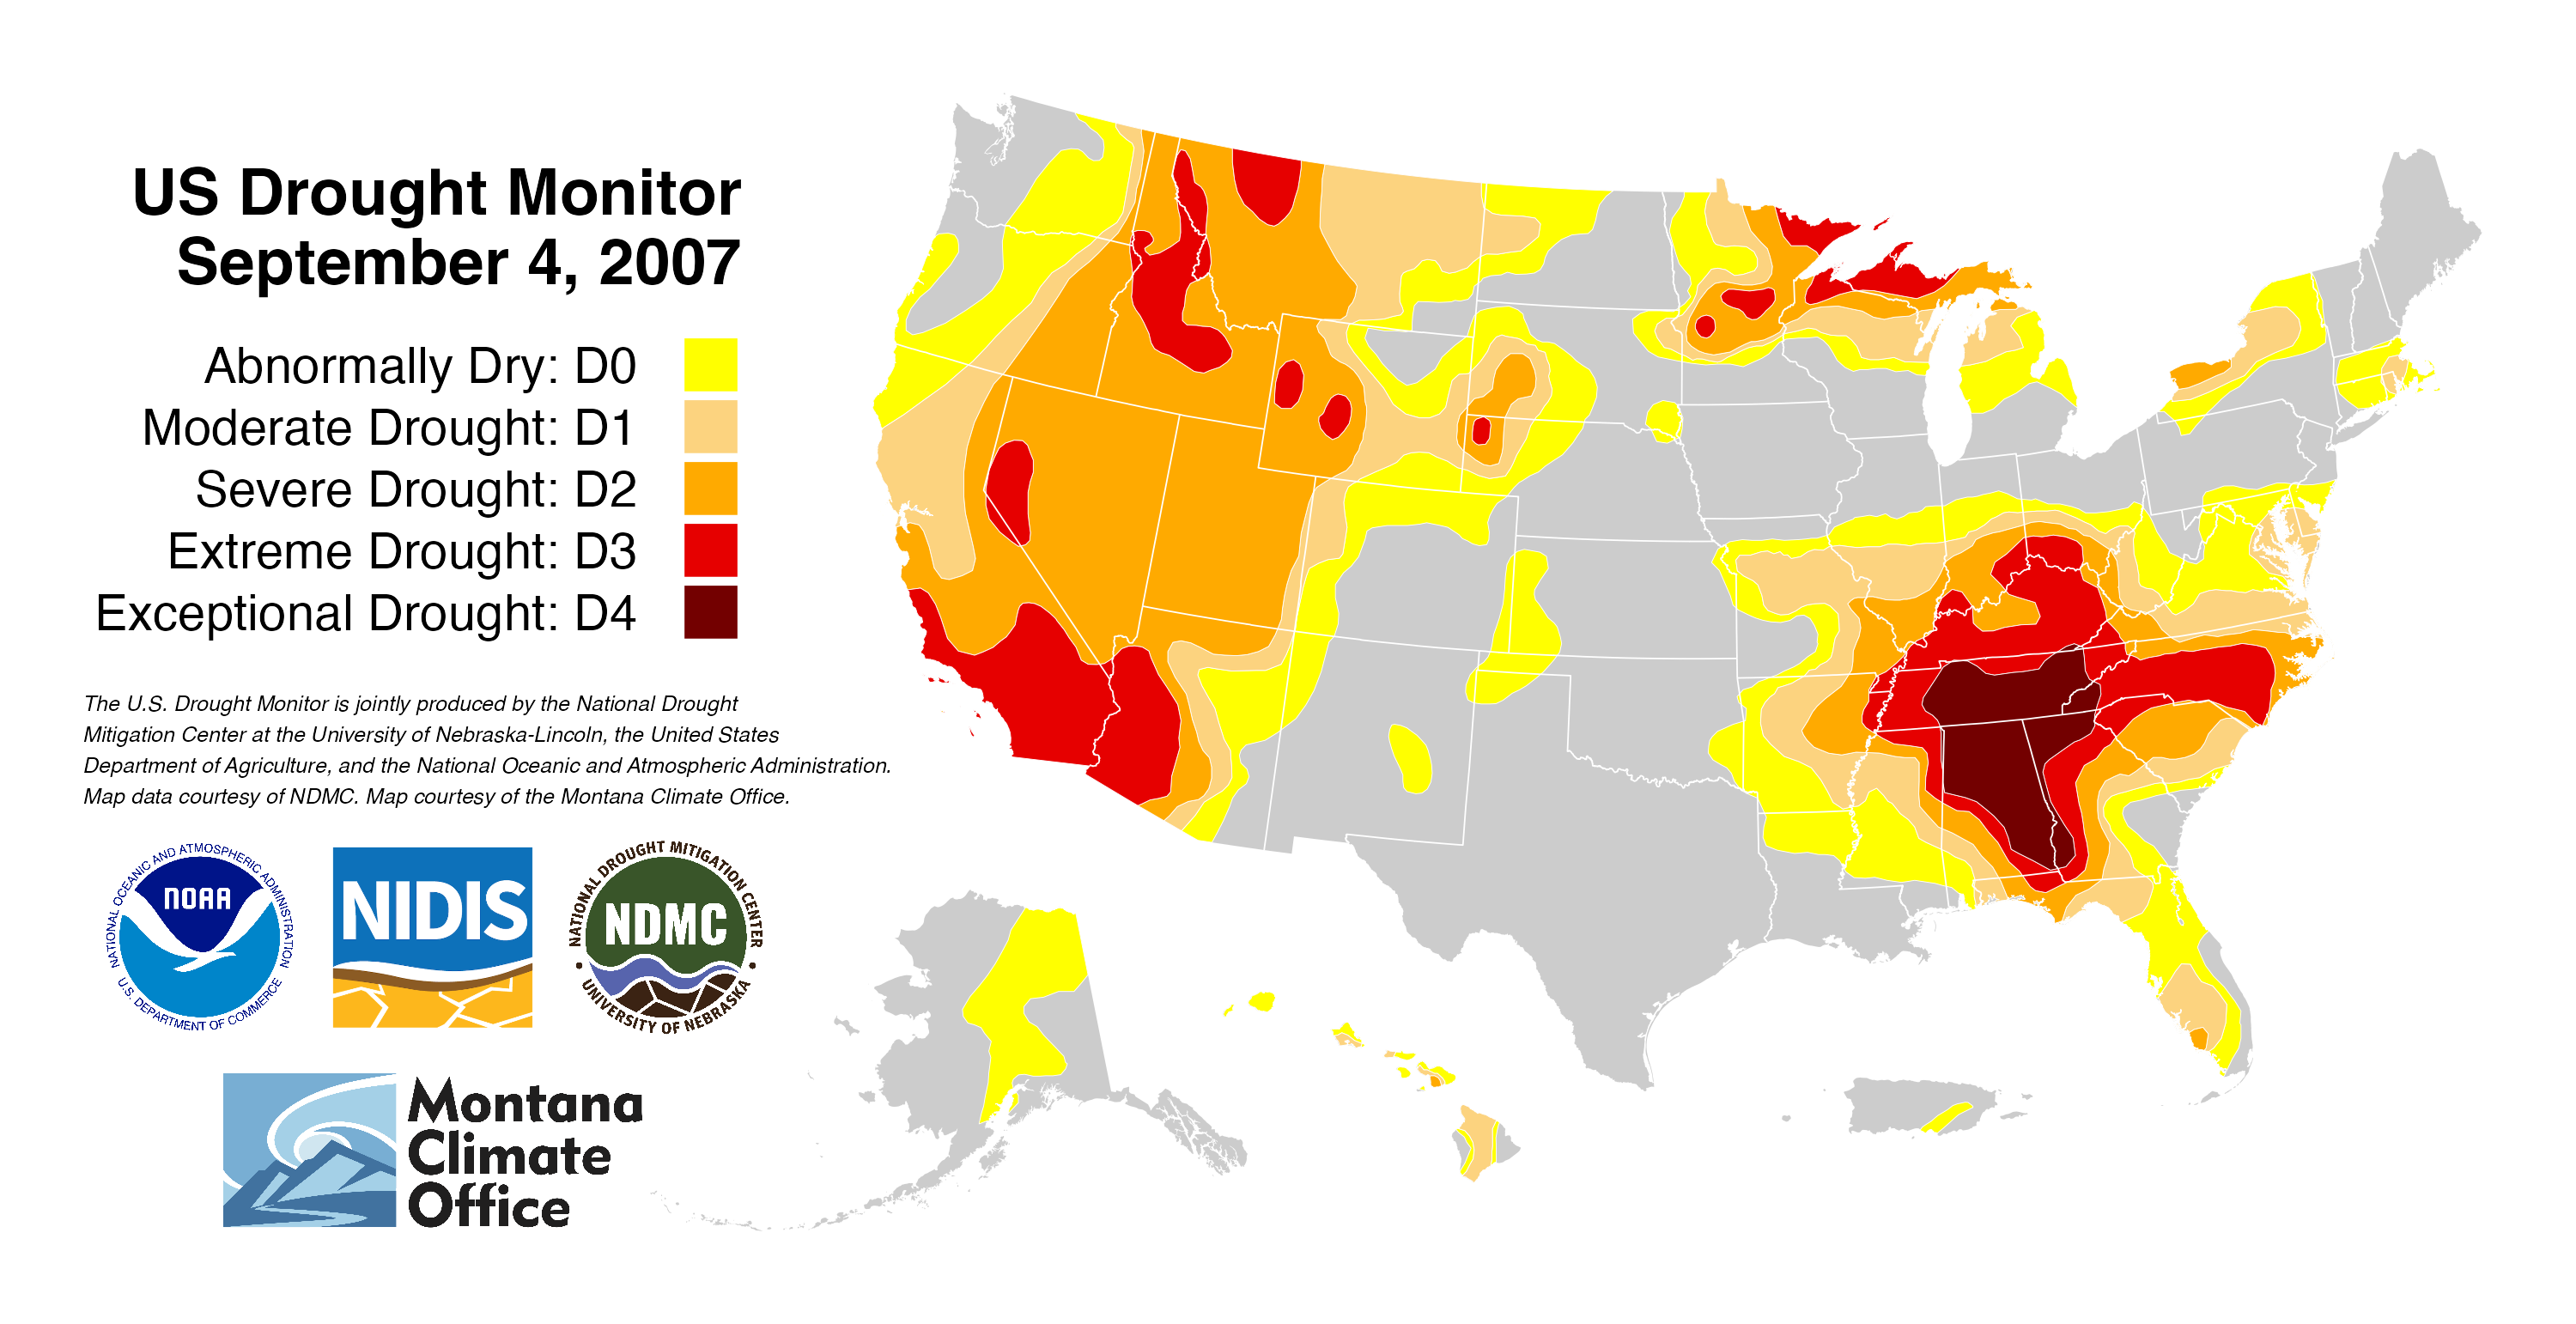 US Drought Monitor
September 4, 2007
Abnormally Dry: D0
Moderate Drought: D1
Severe Drought: D2
Extreme Drought: D3
Exceptional Drought: D4
The U.S. Drought Monitor is jointly produced by the National Drought
Mitigation Center at the University of Nebraska-Lincoln, the United States
Department of Agriculture, and the National Oceanic and Atmospheric Administration.
Map data courtesy of NDMC. Map courtesy of the Montana Climate Office.
NATIONAL OCEANIC AND ATMOSPHERIC ADMINISTRATION
NOAA
U.S. DEPARTMENT OF COMMERCE
NIDIS
NATIONAL DROUGHT MITIGATION CENTER
NDMC
UNIVERSITY OF NEBRASKA
Montana
Climate
Office